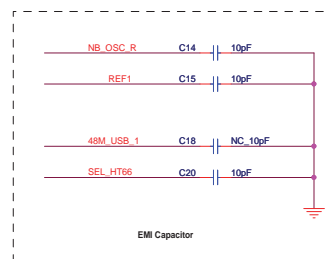 NB_OSC_R C14 10pF
REF1 C15 10pF
48M_USB_1 C18 NC_10pF
SEL_HT66 C20 10pF
EMI Capacitor